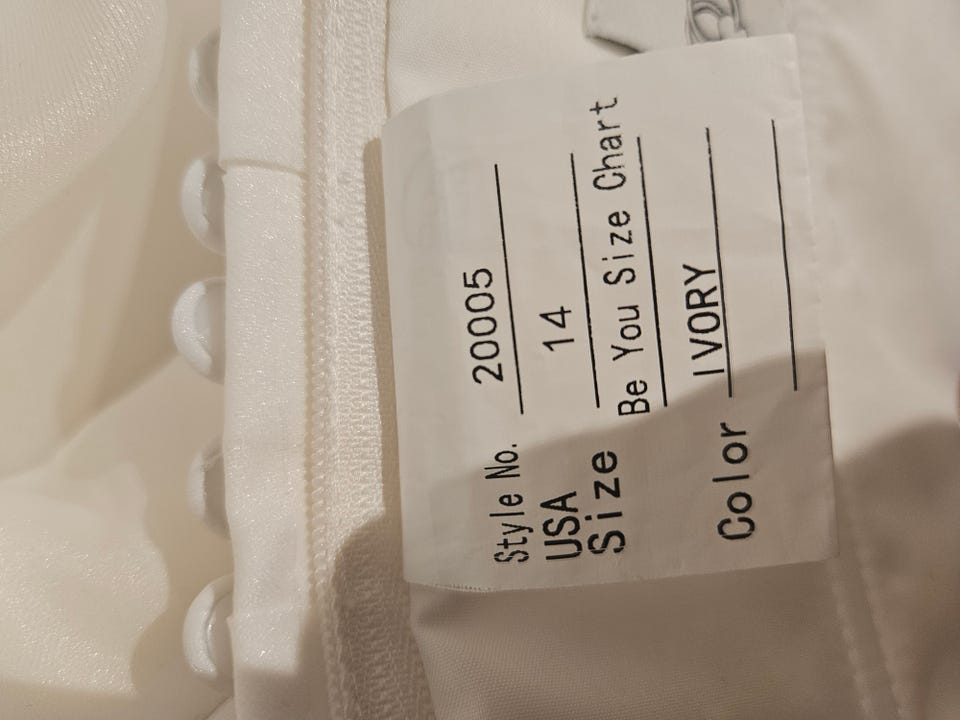 Style No. 20005
USA 14
Size Be You Size Chart
Color IVORY